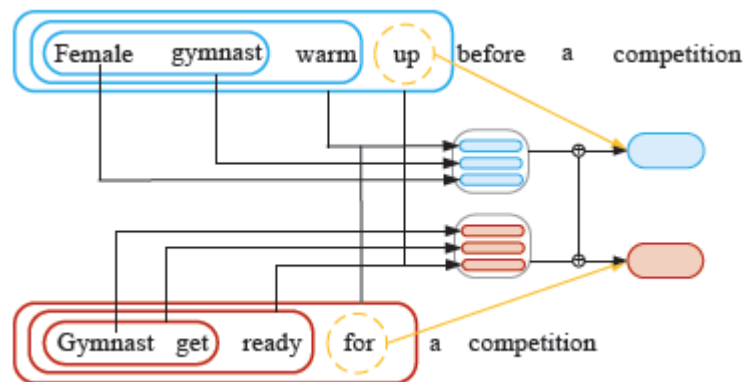 Female gymnast warm up before a competition
Gymnast get ready for a competition